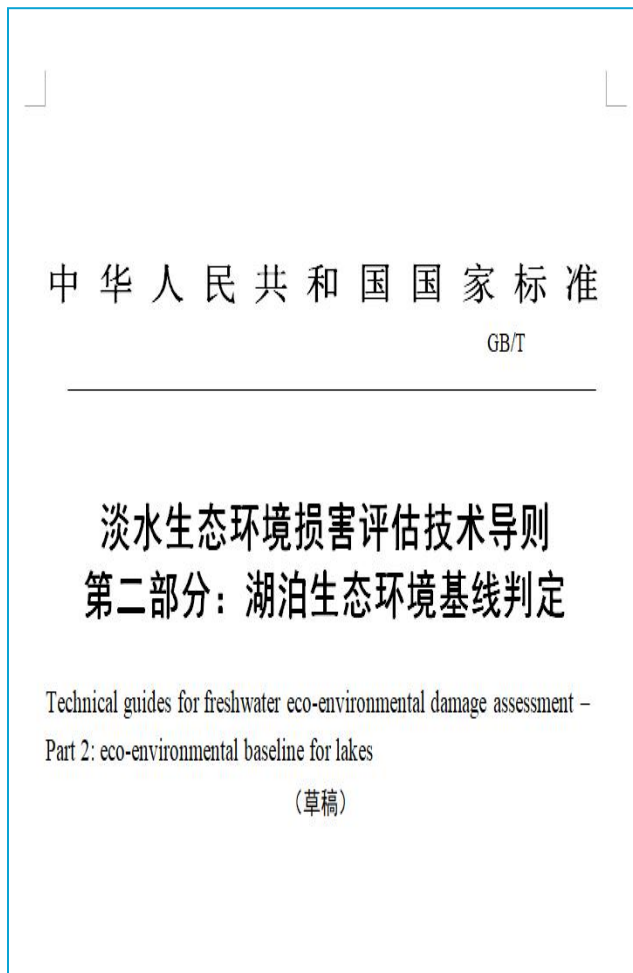 中华人民共和国国家标准
GB/T
淡水生态环境损害评估技术导则
第二部分：湖泊生态环境基线判定
Technical guides for freshwater eco-environmental damage assessment –
Part 2: eco-environmental baseline for lakes
（草稿）